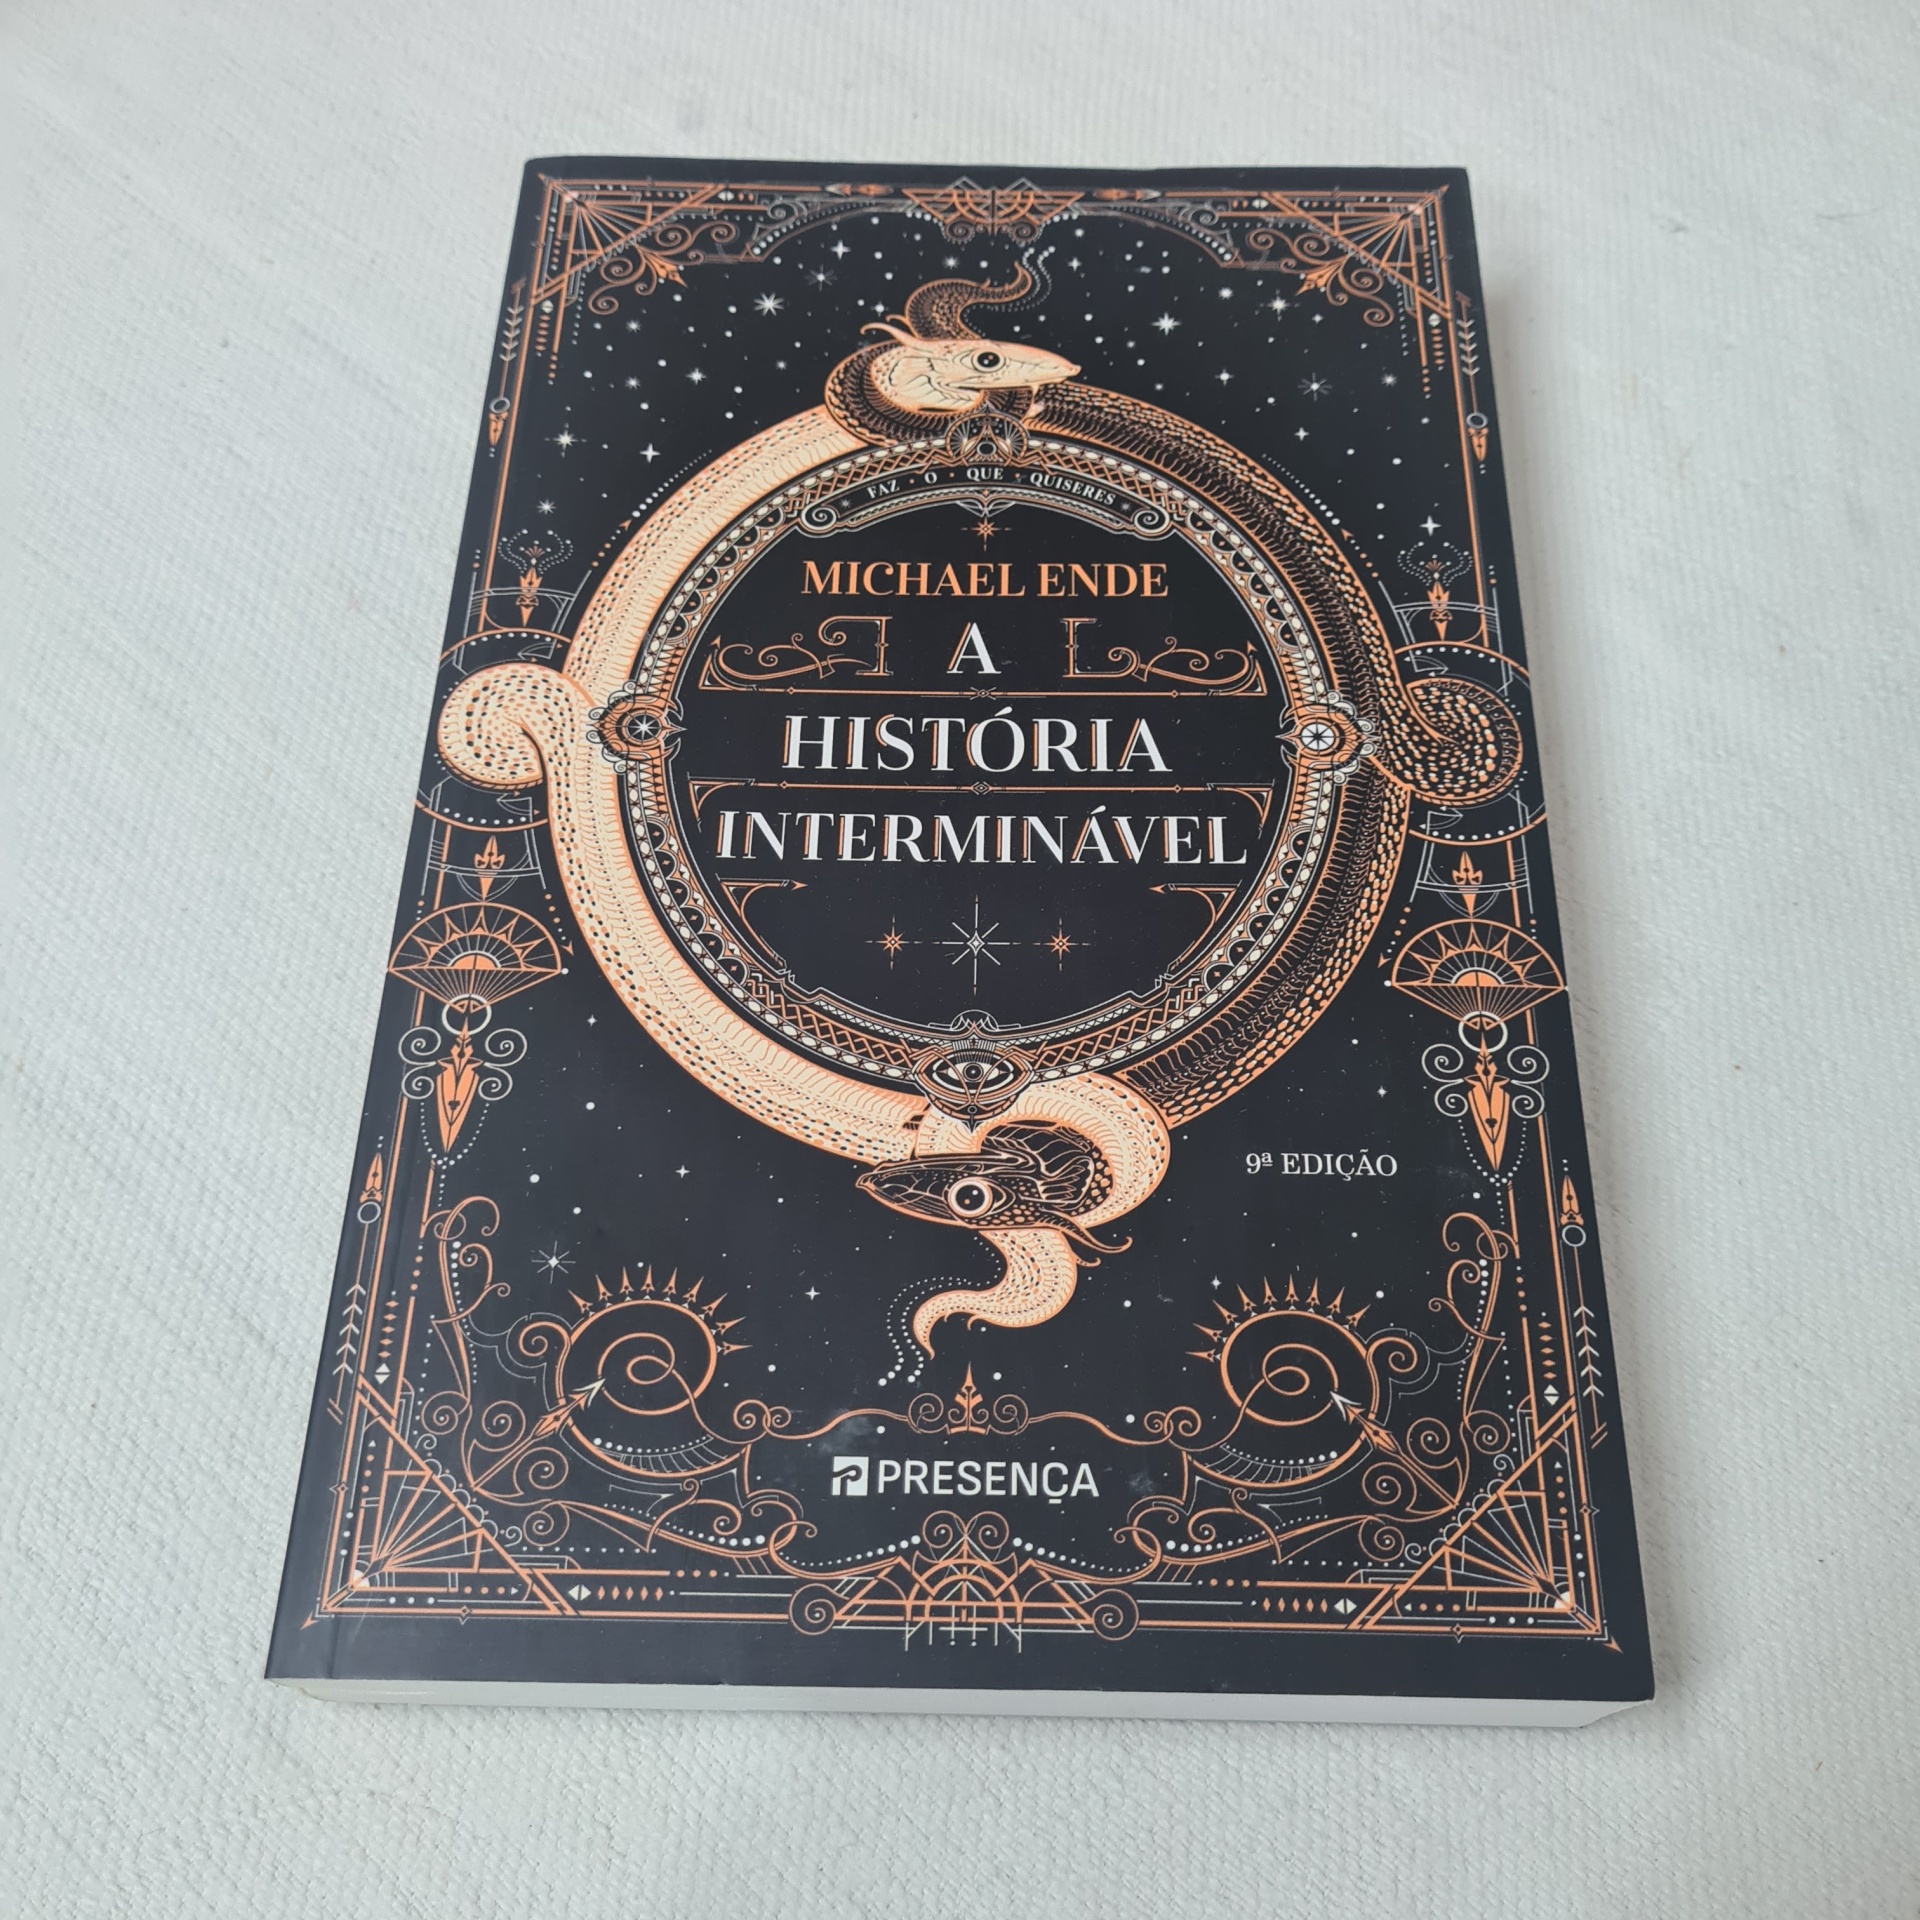 FAZ · O · QUE · QUISERES
MICHAEL ENDE
A
HISTÓRIA
INTERMINÁVEL
9ª EDIÇÃO
PRESENÇA